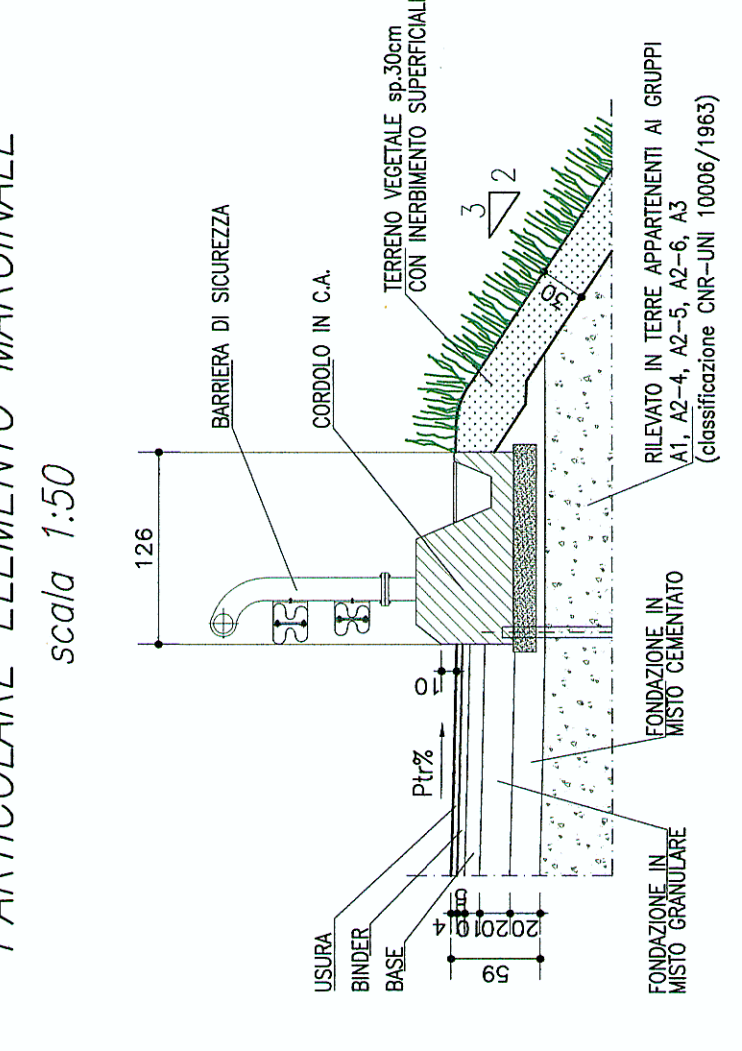 PARTICOLARE ELEMENTO MARGINALE
scala 1:50
126
BARRIERA DI SICUREZZA
CORDOLO IN C.A.
TERRENO VEGETALE sp.30cm
CON INERBIMENTO SUPERFICIALE
3
2
30
10
Ptr%
USURA
BINDER
BASE
4
5
10
20
20
59
FONDAZIONE IN
MISTO GRANULARE
FONDAZIONE IN
MISTO CEMENTATO
RILEVATO IN TERRE APPARTENENTI AI GRUPPI
A1, A2-4, A2-5, A2-6, A3
(classificazione CNR-UNI 10006/1963)